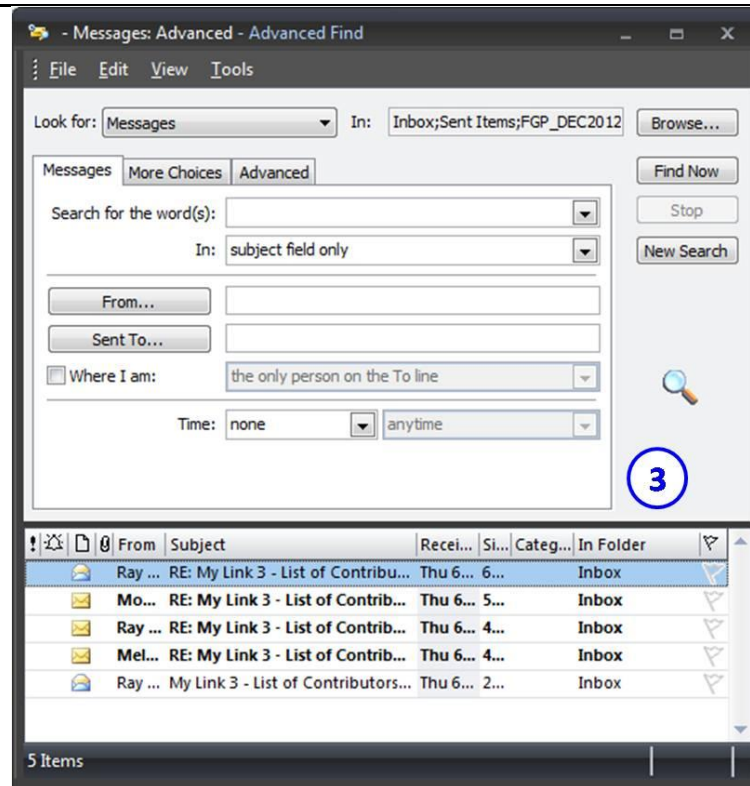 - Messages: Advanced - Advanced Find
File Edit View Tools
Look for: Messages In: Inbox;Sent Items;FGP_DEC2012 Browse...
Messages More Choices Advanced Find Now
Search for the word(s): Stop
In: subject field only New Search
From...
Sent To...
Where I am: the only person on the To line
Time: none anytime
3
! From Subject Recei... Si... Categ... In Folder
Ray ... RE: My Link 3 - List of Contribu... Thu 6... 6... Inbox
Mo... RE: My Link 3 - List of Contrib... Thu 6... 5... Inbox
Ray ... RE: My Link 3 - List of Contrib... Thu 6... 4... Inbox
Mel... RE: My Link 3 - List of Contrib... Thu 6... 4... Inbox
Ray ... My Link 3 - List of Contributors... Thu 6... 2... Inbox
5 Items